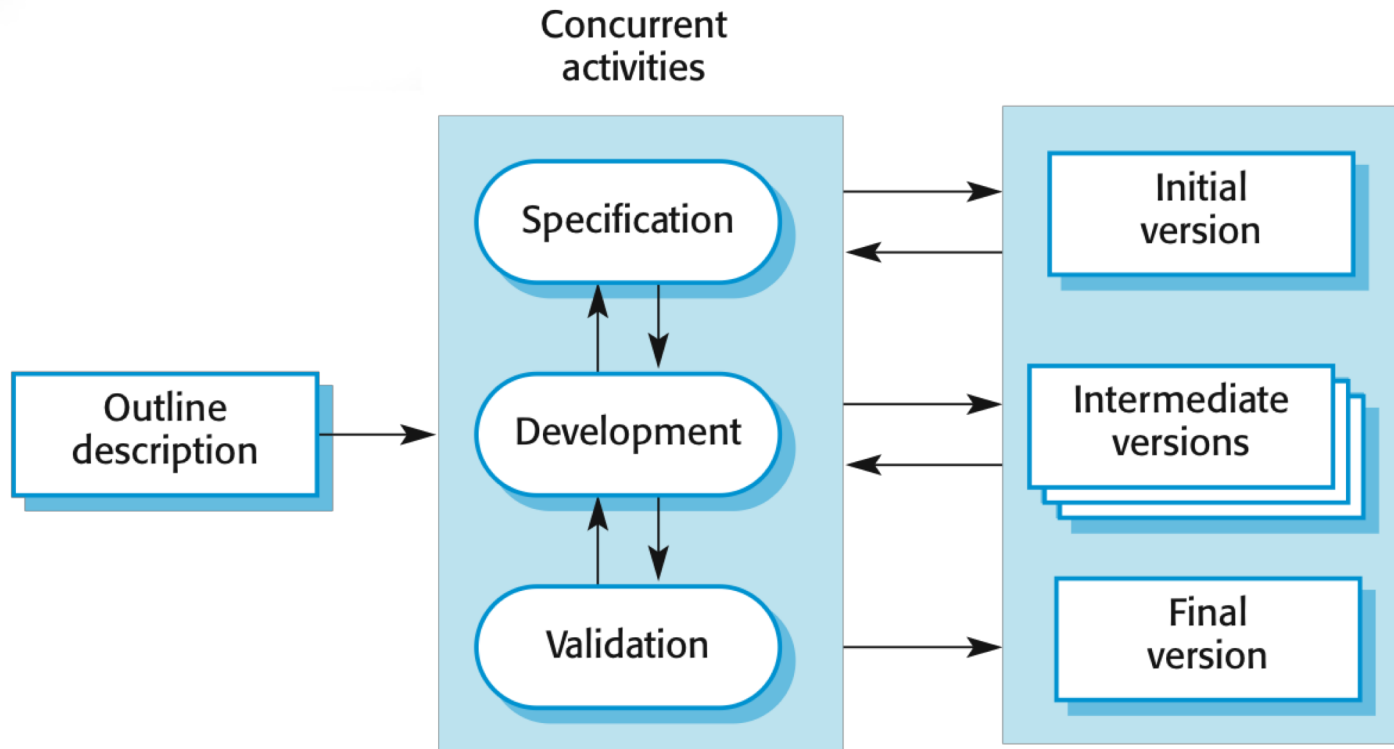 Concurrent
activities
Outline
description
Specification
Development
Validation
Initial
version
Intermediate
versions
Final
version